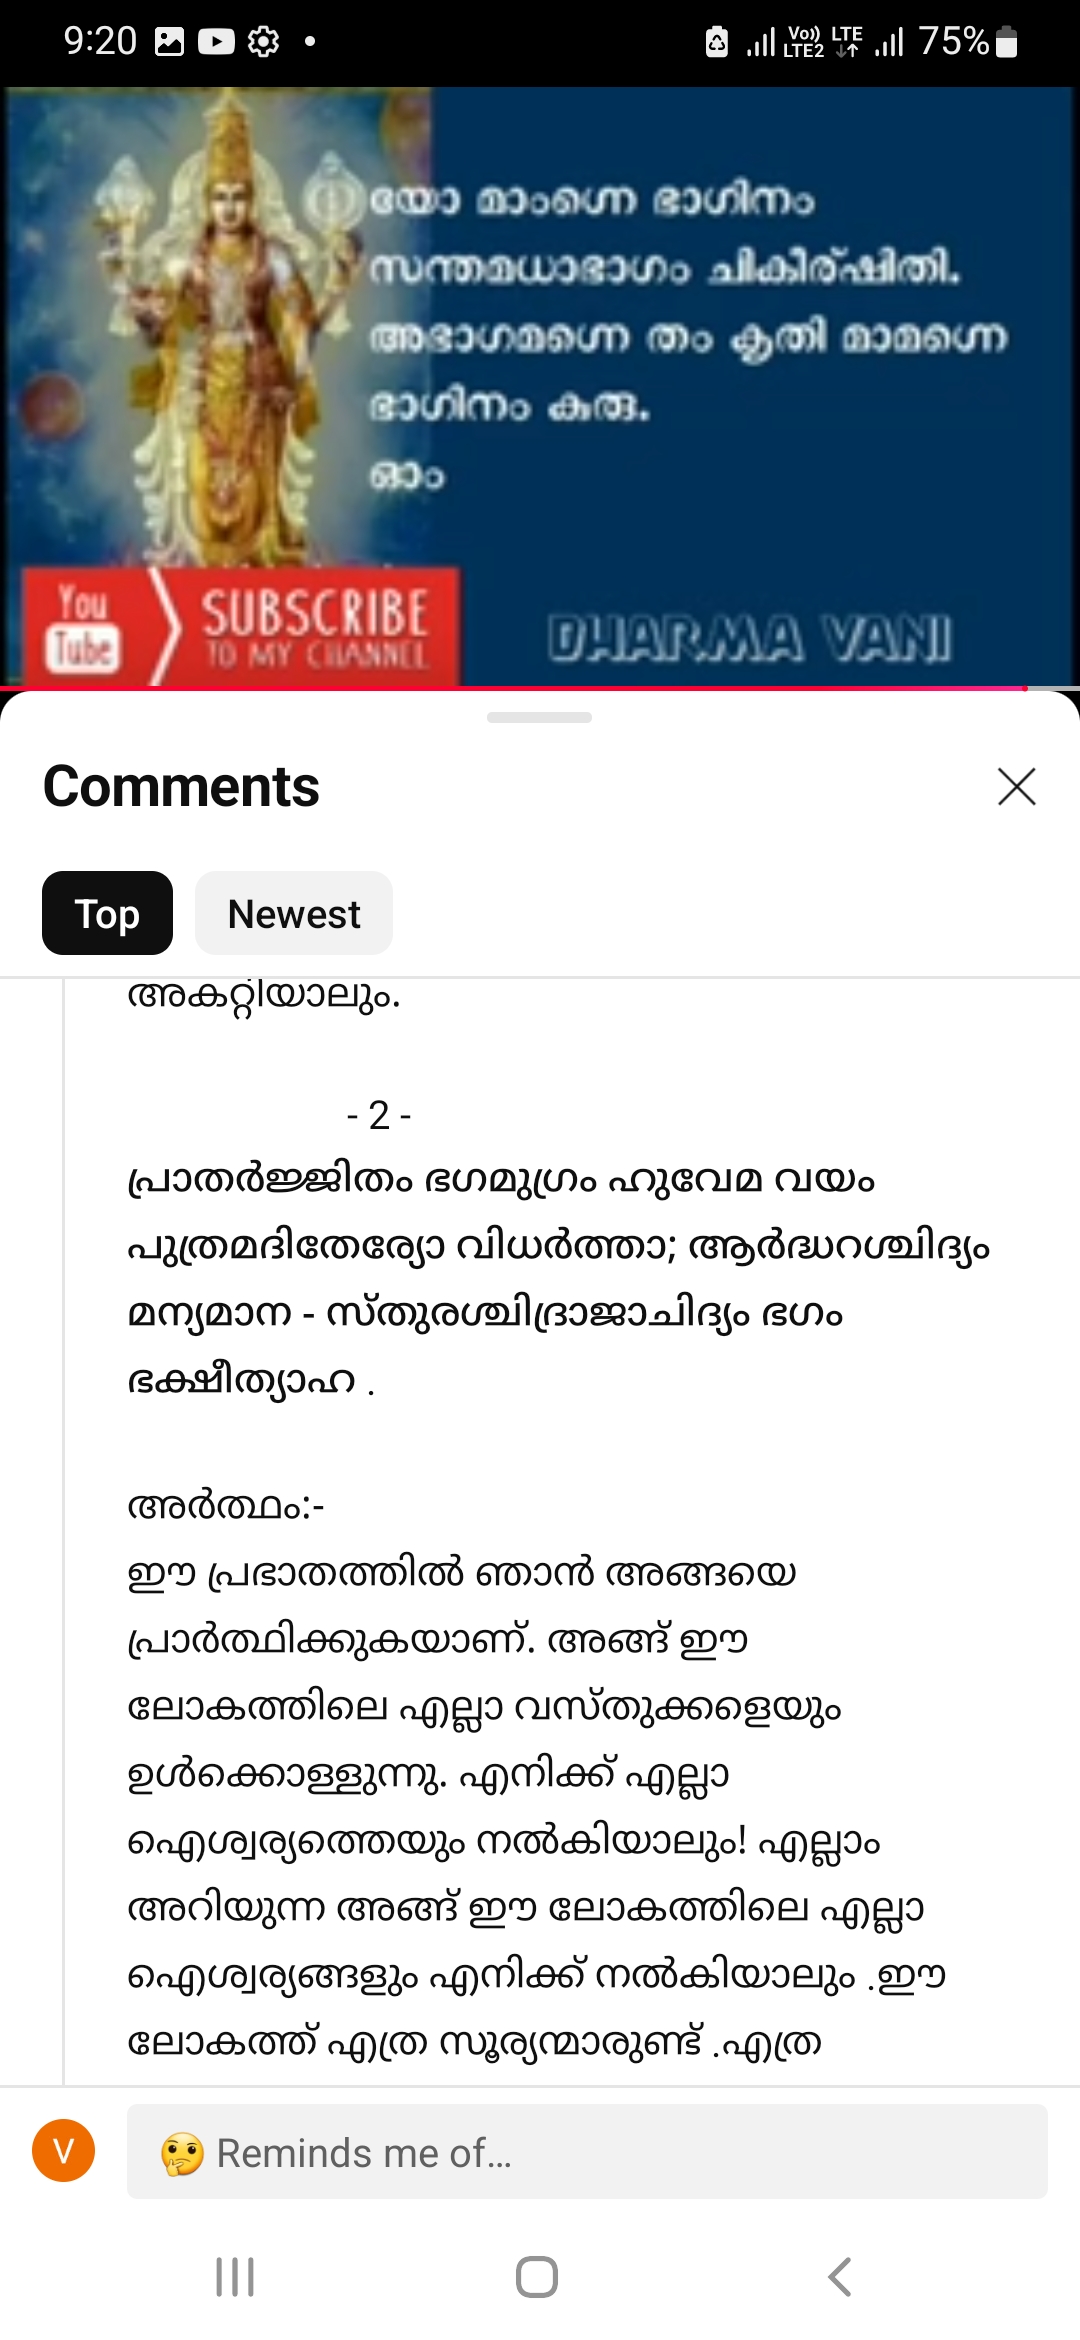 9:20
Vo)) LTE2 LTE 75%
യോ മാംഗ്നെ ഭാഗിനം
സന്തമധാഭാഗം ചികീര്ഷിതി.
അഭാഗമഗ്നെ തം കൃതി മാമഗ്നെ
ഭാഗിനം കുരു.
ഓം
You Tube
SUBSCRIBE
TO MY CHANNEL
DHARMA VANI
Comments
Top
Newest
അകറ്റിയാലും.
- 2 -
പ്രാതർജ്ജിതം ഭഗമുഗ്രം ഹുവേമ വയം
പുത്രമദിതേര്യോ വിധർത്താ; ആർദ്ധറശ്ചിദ്യം
മന്യമാന - സ്തുരശ്ചിദ്രാജാചിദ്യം ഭഗം
ഭക്ഷീത്യാഹ .
അർത്ഥം:-
ഈ പ്രഭാതത്തിൽ ഞാൻ അങ്ങയെ
പ്രാർത്ഥിക്കുകയാണ്. അങ്ങ് ഈ
ലോകത്തിലെ എല്ലാ വസ്തുക്കളെയും
ഉൾക്കൊള്ളുന്നു. എനിക്ക് എല്ലാ
ഐശ്വര്യത്തെയും നൽകിയാലും! എല്ലാം
അറിയുന്ന അങ്ങ് ഈ ലോകത്തിലെ എല്ലാ
ഐശ്വര്യങ്ങളും എനിക്ക് നൽകിയാലും .ഈ
ലോകത്ത് എത്ര സൂര്യന്മാരുണ്ട് .എത്ര
V
🤔 Reminds me of...